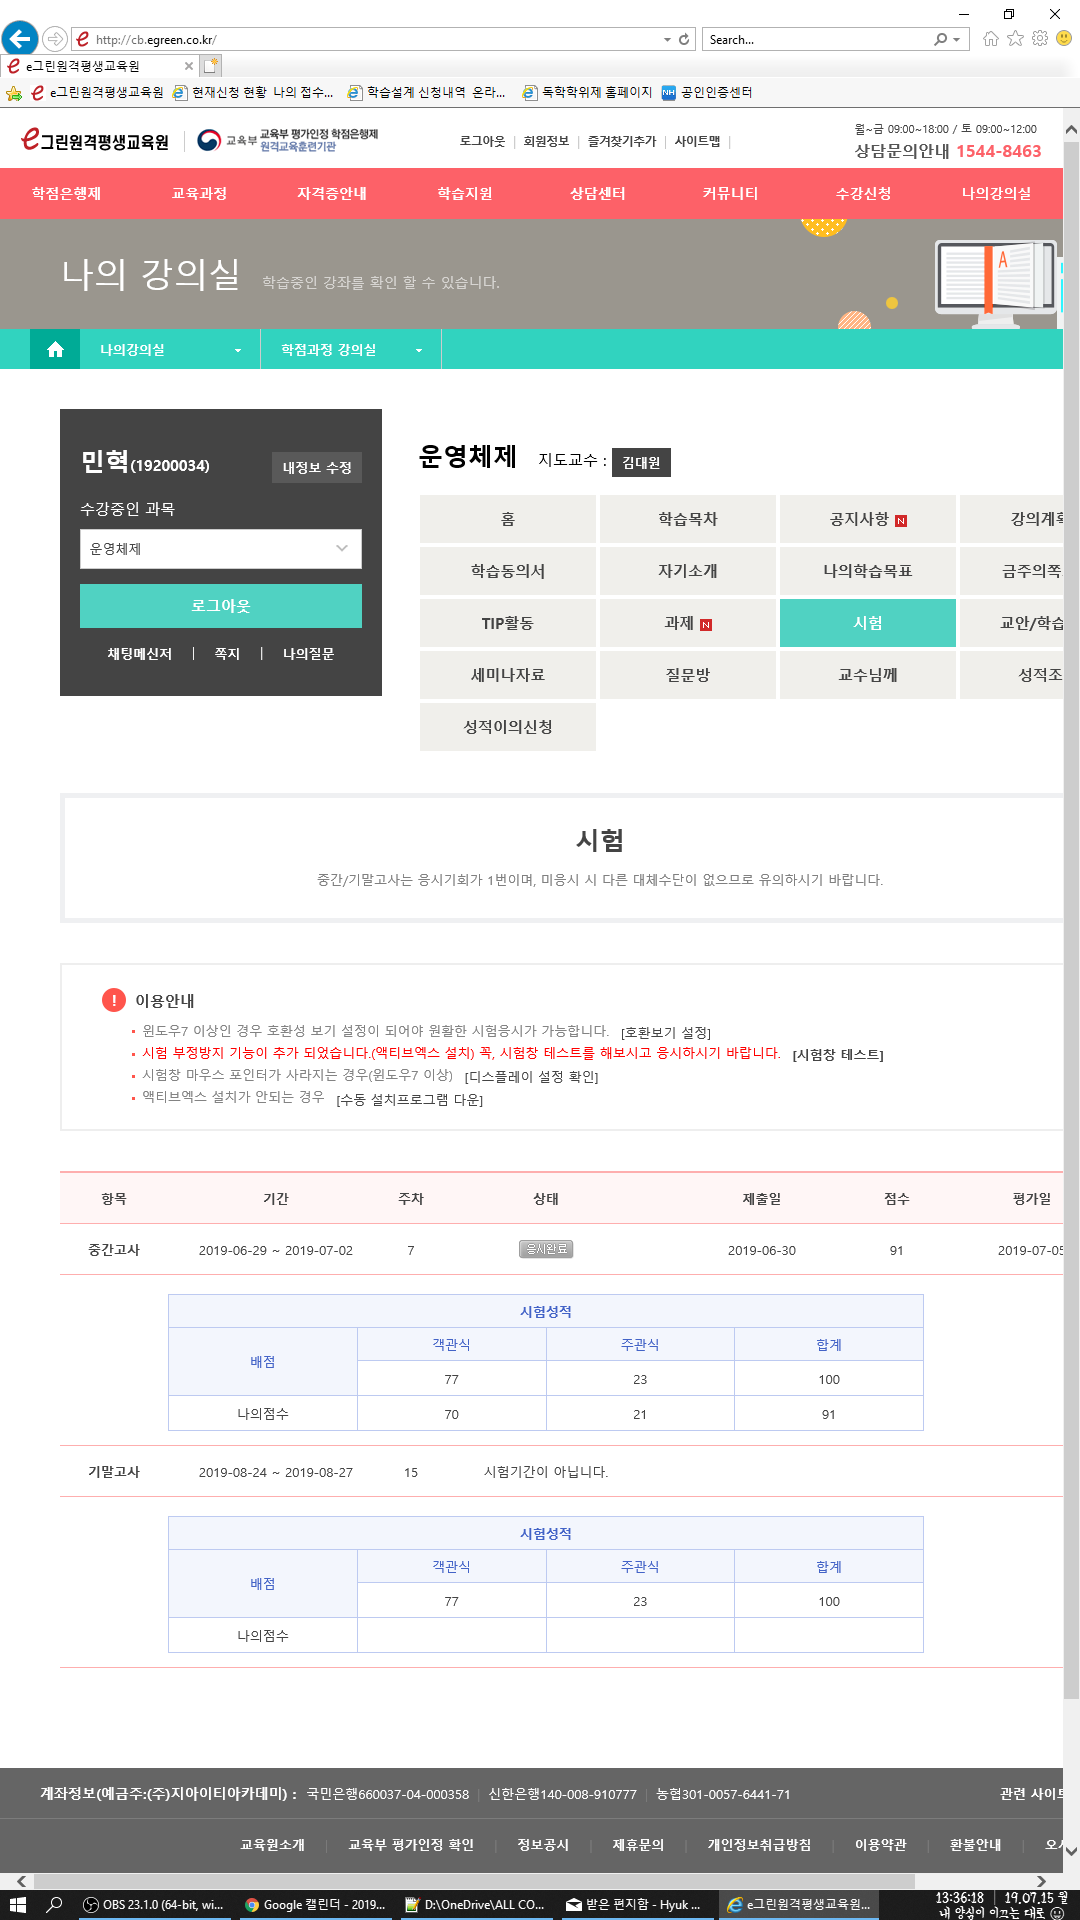 http://cb.egreen.co.kr/
Search...
e그린원격평생교육원
e그린원격평생교육원 현재신청 현황 나의 접수... 학습설계 신청내역 온라... 독학학위제 홈페이지 NH 공인인증센터
e그린원격평생교육원 교육부 교육부 평가인정 학점은행제
원격교육훈련기관
로그아웃 | 회원정보 | 즐겨찾기추가 | 사이트맵 |
월~금 09:00~18:00 / 토 09:00~12:00
상담문의안내 1544-8463
학점은행제 교육과정 자격증안내 학습지원 상담센터 커뮤니티 수강신청 나의강의실
나의 강의실 학습중인 강좌를 확인 할 수 있습니다.
A
나의강의실 학점과정 강의실
민혁(19200034) 내정보 수정
수강중인 과목
운영체제
로그아웃
채팅메신저 | 쪽지 | 나의질문
운영체제 지도교수 : 김대원
홈 학습목차 공지사항 N 강의계획
학습동의서 자기소개 나의학습목표 금주의쪽
TIP활동 과제 N 시험 교안/학습
세미나자료 질문방 교수님께 성적조
성적이의신청
시험
중간/기말고사는 응시기회가 1번이며, 미응시 시 다른 대체수단이 없으므로 유의하시기 바랍니다.
! 이용안내
윈도우7 이상인 경우 호환성 보기 설정이 되어야 원활한 시험응시가 가능합니다. [호환보기 설정]
시험 부정방지 기능이 추가 되었습니다.(액티브엑스 설치) 꼭, 시험창 테스트를 해보시고 응시하시기 바랍니다. [시험창 테스트]
시험창 마우스 포인터가 사라지는 경우(윈도우7 이상) [디스플레이 설정 확인]
액티브엑스 설치가 안되는 경우 [수동 설치프로그램 다운]
항목 기간 주차 상태 제출일 점수 평가일
중간고사 2019-06-29 ~ 2019-07-02 7 응시완료 2019-06-30 91 2019-07-05
시험성적
배점 객관식 주관식 합계
77 23 100
나의점수 70 21 91
기말고사 2019-08-24 ~ 2019-08-27 15 시험기간이 아닙니다.
시험성적
배점 객관식 주관식 합계
77 23 100
나의점수
계좌정보(예금주:(주)지아이티아카데미) : 국민은행660037-04-000358 | 신한은행140-008-910777 | 농협301-0057-6441-71 관련 사이트
교육원소개 | 교육부 평가인정 확인 | 정보공시 | 제휴문의 | 개인정보취급방침 | 이용약관 | 환불안내 | 오시
OBS 23.1.0 (64-bit, wi... Google 캘린더 - 2019... D:\OneDrive\ALL CO... 받은 편지함 - Hyuk ... e그린원격평생교육원...
13:36:18 19.07.15 월
내 양심이 이끄는 대로